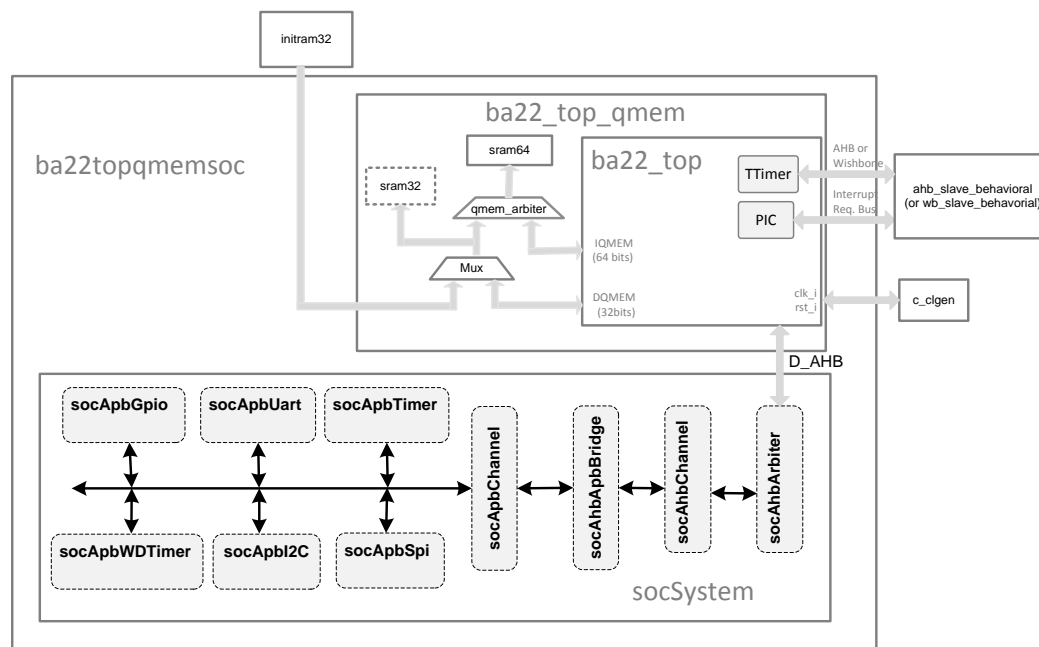 initram32
ba22topqmemsoc
ba22_top_qmem
sram64
sram32
qmem_arbiter
Mux
ba22_top
TTimer
PIC
IQMEM
(64 bits)
DQMEM
(32bits)
clk_i
rst_i
AHB or
Wishbone
Interrupt
Req. Bus
ahb_slave_behavioral
(or wb_slave_behavorial)
c_clgen
D_AHB
socApbGpio
socApbUart
socApbTimer
socApbWDTimer
socApbI2C
socApbSpi
socApbChannel
socAhbApbBridge
socAhbChannel
socAhbArbiter
socSystem